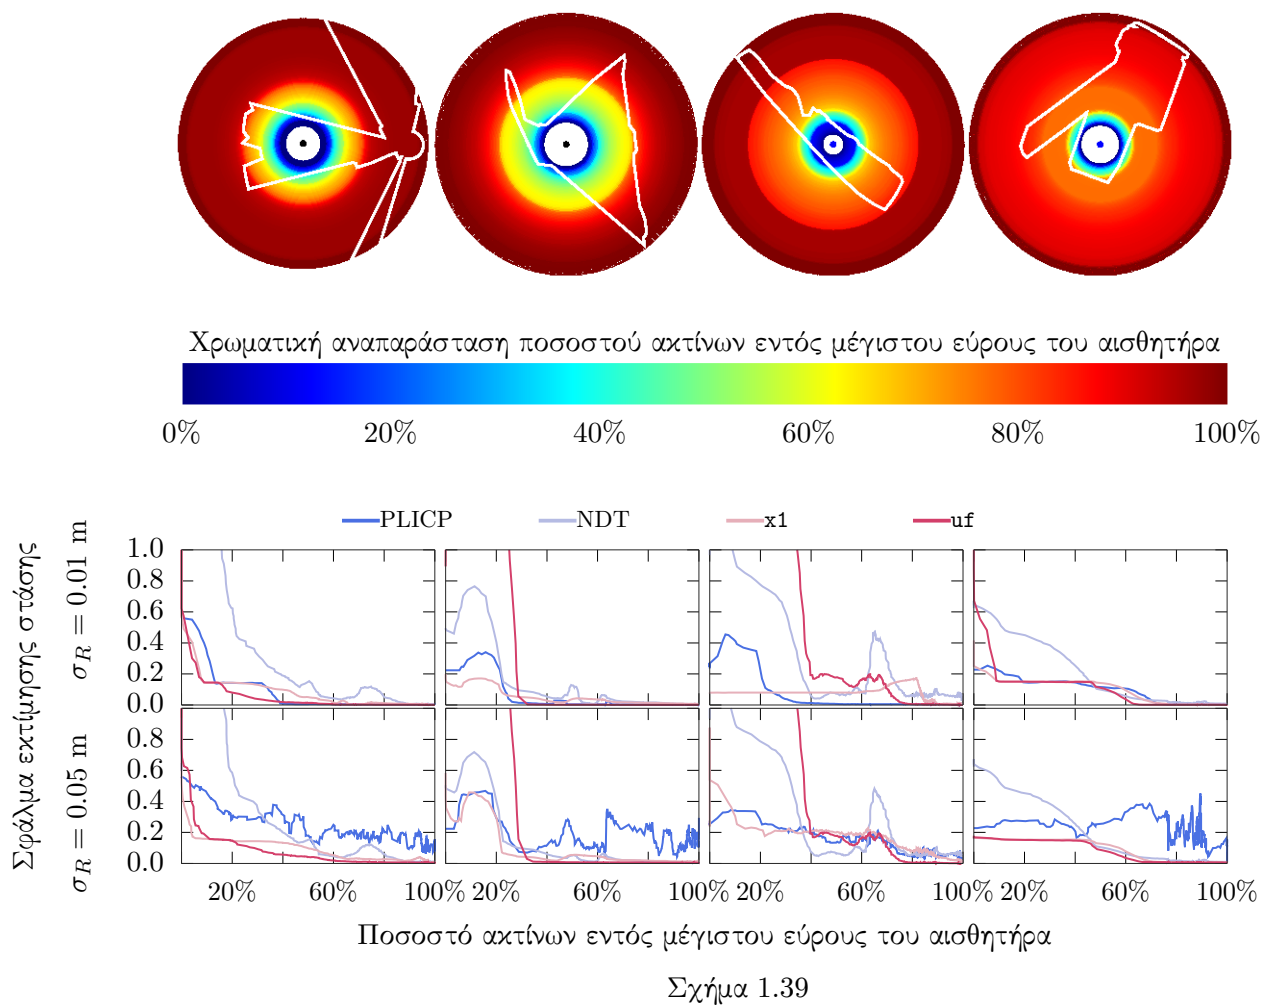 Χρωματική αναπαράσταση ποσοστού ακτίνων εντός μέγιστου εύρους του αισθητήρα
0% 20% 40% 60% 80% 100%
PLICP NDT x1 uf
Σφάλμα εκτίμησης στάσης
σ_R = 0.01 m
1.0
0.8
0.6
0.4
0.2
0.0
σ_R = 0.05 m
0.8
0.6
0.4
0.2
0.0
20% 60% 100% 20% 60% 100% 20% 60% 100% 20% 60% 100%
Ποσοστό ακτίνων εντός μέγιστου εύρους του αισθητήρα
Σχήμα 1.39